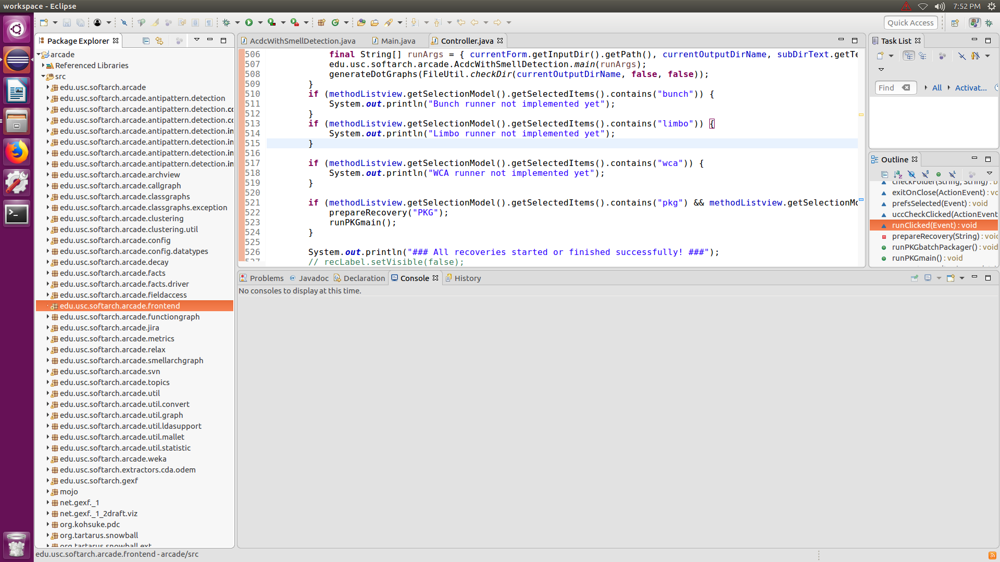 workspace - Eclipse
7:52 PM
Quick Access
Package Explorer
arcade
Referenced Libraries
src
edu.usc.softarch.arcade
edu.usc.softarch.arcade.antipattern.detection
edu.usc.softarch.arcade.antipattern.detection.co
edu.usc.softarch.arcade.antipattern.detection.co
edu.usc.softarch.arcade.antipattern.detection.in
edu.usc.softarch.arcade.antipattern.detection.in
edu.usc.softarch.arcade.antipattern.detection.in
edu.usc.softarch.arcade.antipattern.detection.in
edu.usc.softarch.arcade.archview
edu.usc.softarch.arcade.callgraph
edu.usc.softarch.arcade.classgraphs
edu.usc.softarch.arcade.classgraphs.exception
edu.usc.softarch.arcade.clustering
edu.usc.softarch.arcade.clustering.util
edu.usc.softarch.arcade.config
edu.usc.softarch.arcade.config.datatypes
edu.usc.softarch.arcade.decay
edu.usc.softarch.arcade.facts
edu.usc.softarch.arcade.facts.driver
edu.usc.softarch.arcade.fieldaccess
edu.usc.softarch.arcade.frontend
edu.usc.softarch.arcade.functiongraph
edu.usc.softarch.arcade.jira
edu.usc.softarch.arcade.metrics
edu.usc.softarch.arcade.relax
edu.usc.softarch.arcade.smellarchgraph
edu.usc.softarch.arcade.svn
edu.usc.softarch.arcade.topics
edu.usc.softarch.arcade.util
edu.usc.softarch.arcade.util.convert
edu.usc.softarch.arcade.util.graph
edu.usc.softarch.arcade.util.ldasupport
edu.usc.softarch.arcade.util.mallet
edu.usc.softarch.arcade.util.statistic
edu.usc.softarch.arcade.weka
edu.usc.softarch.extractors.cda.odem
edu.usc.softarch.gexf
mojo
net.gexf._1
net.gexf._1_2draft.viz
org.kohsuke.pdc
org.tartarus.snowball
org.tartarus.snowball.ext
AcdcWithSmellDetection.java Main.java Controller.java
506 final String[] runArgs = { currentForm.getInputDir().getPath(), currentOutputDirName, subDirText.getTe
507 edu.usc.softarch.arcade.AcdcWithSmellDetection.main(runArgs);
508 generateDotGraphs(FileUtil.checkDir(currentOutputDirName, false, false));
509 }
510 if (methodListview.getSelectionModel().getSelectedItems().contains("bunch")) {
511 System.out.println("Bunch runner not implemented yet");
512 }
513 if (methodListview.getSelectionModel().getSelectedItems().contains("limbo")) {
514 System.out.println("Limbo runner not implemented yet");
515 }
516
517 if (methodListview.getSelectionModel().getSelectedItems().contains("wca")) {
518 System.out.println("WCA runner not implemented yet");
519 }
520
521 if (methodListview.getSelectionModel().getSelectedItems().contains("pkg") && methodListview.getSelectionMo
522 prepareRecovery("PKG");
523 runPKGmain();
524 }
525
526 System.out.println("### All recoveries started or finished successfully! ###");
527 // recLabel.setVisible(false);
Problems Javadoc Declaration Console History
No consoles to display at this time.
Task List
Find All Activat...
Outline
checkFolder(String, String) : b
exitOnClose(ActionEvent) : vo
prefsSelected(Event) : void
uccCheckClicked(ActionEvent
runClicked(Event) : void
prepareRecovery(String) : voic
runPKGbatchPackager() : void
runPKGmain() : void
edu.usc.softarch.arcade.frontend - arcade/src